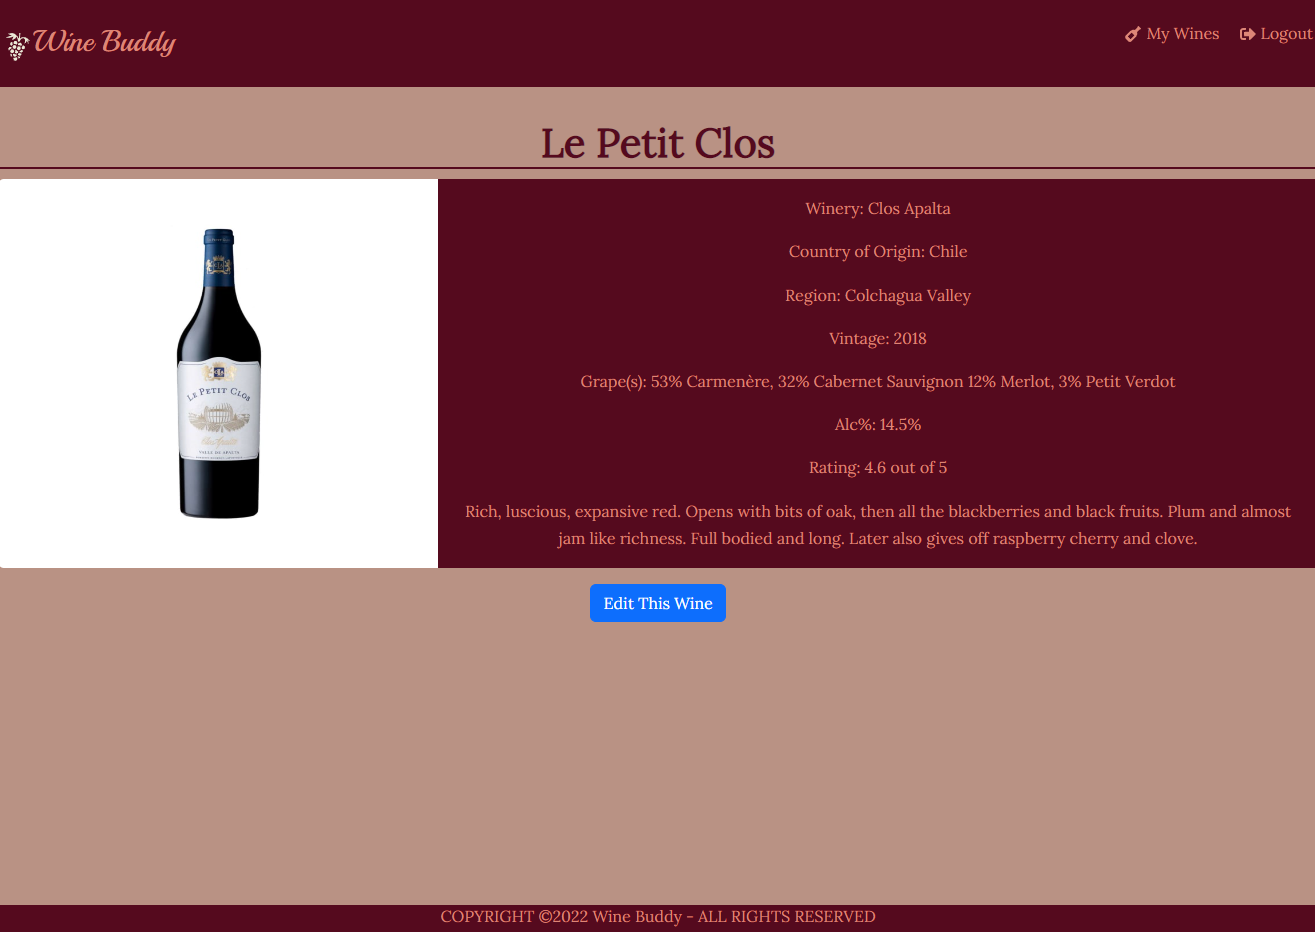 Wine Buddy
My Wines
Logout
Le Petit Clos
LE PETIT CLOS
Winery: Clos Apalta
Country of Origin: Chile
Region: Colchagua Valley
Vintage: 2018
Grape(s): 53% Carmenère, 32% Cabernet Sauvignon 12% Merlot, 3% Petit Verdot
Alc%: 14.5%
Rating: 4.6 out of 5
Rich, luscious, expansive red. Opens with bits of oak, then all the blackberries and black fruits. Plum and almost
jam like richness. Full bodied and long. Later also gives off raspberry cherry and clove.
Edit This Wine
COPYRIGHT ©2022 Wine Buddy - ALL RIGHTS RESERVED